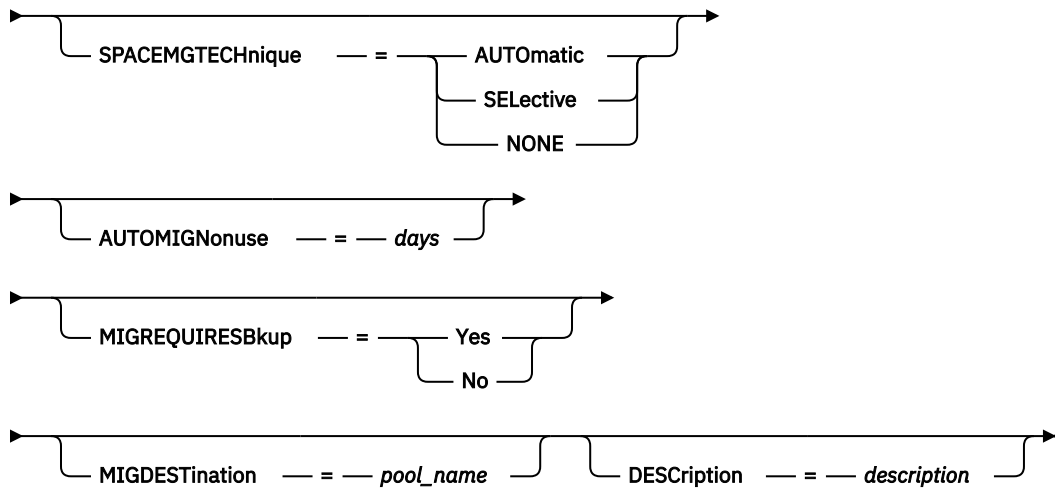 SPACEMGTECHnique = AUTOmatic
SELective
NONE
AUTOMIGNonuse = days
MIGREQUIRESBkup = Yes
No
MIGDESTination = pool_name DESCription = description